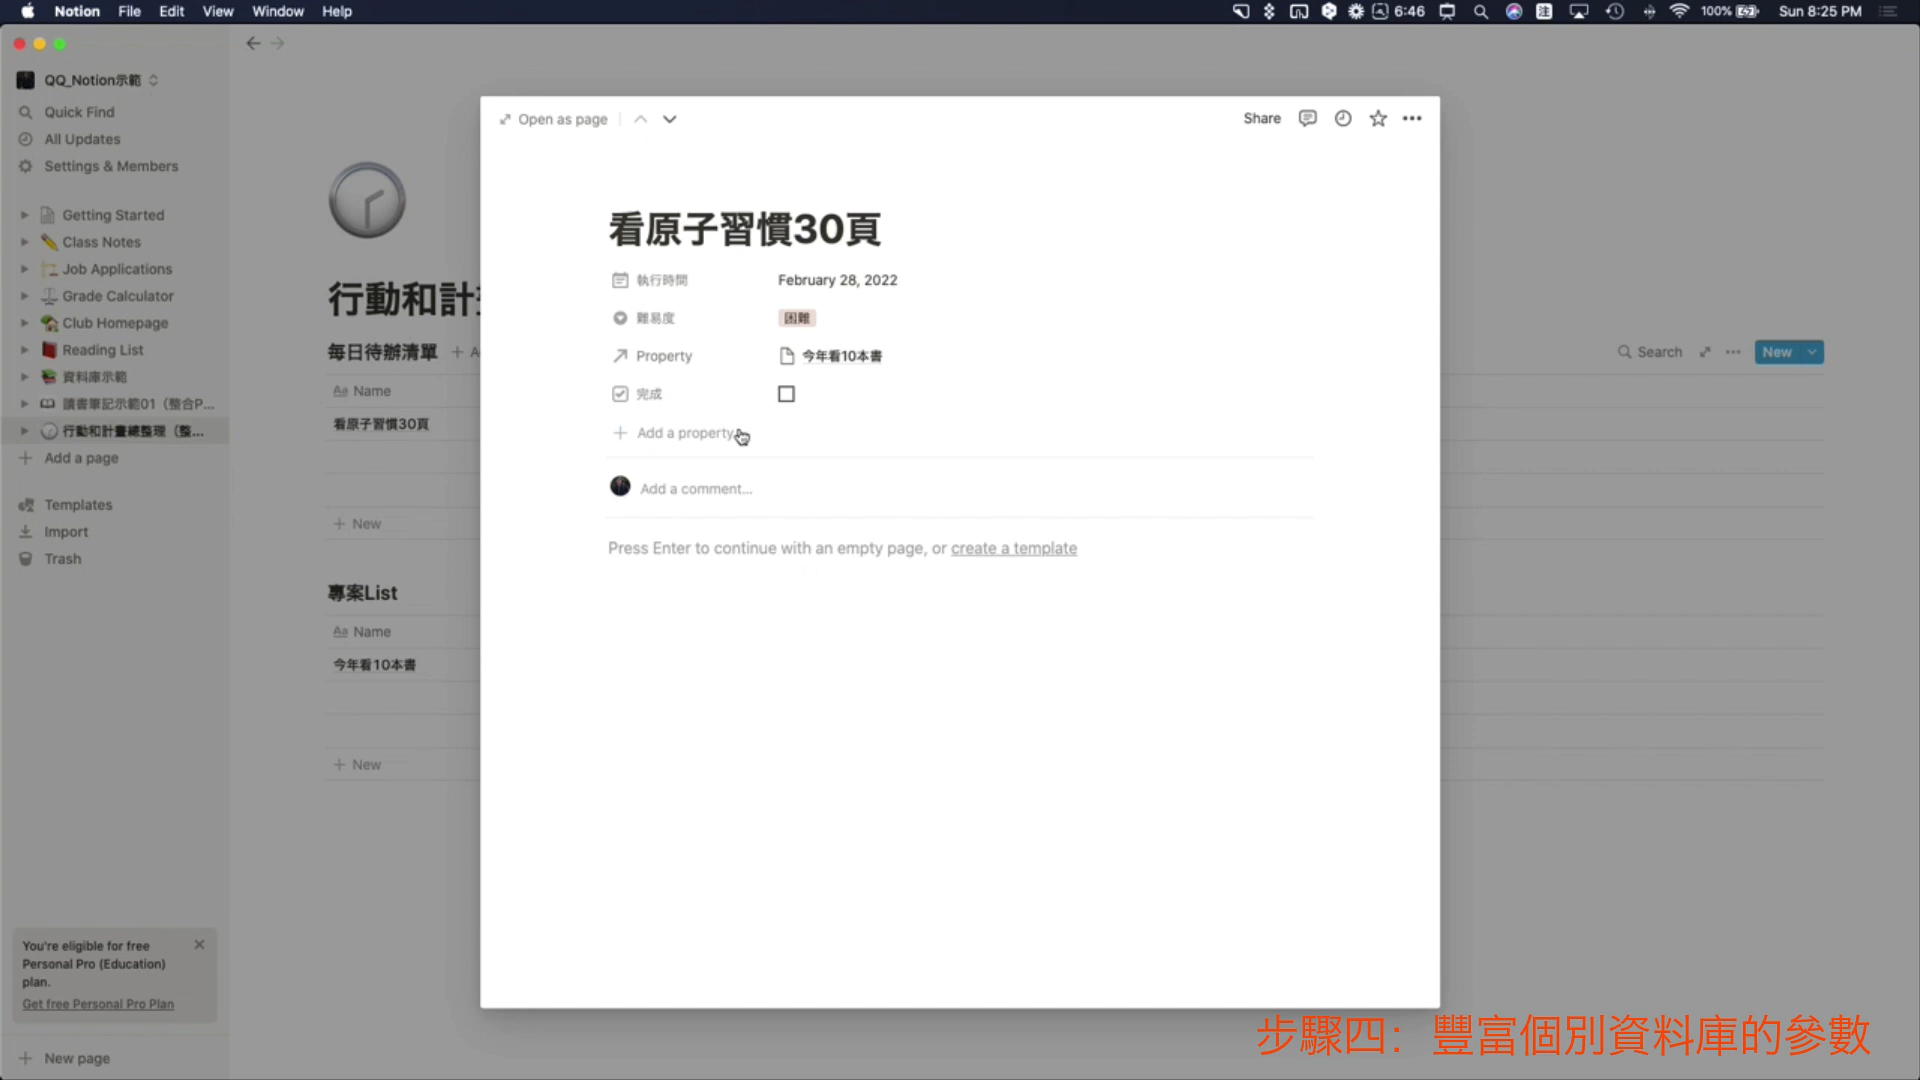 Notion File Edit View Window Help
6:46 100% Sun 8:25 PM
QQ_Notion示範
Quick Find
All Updates
Settings & Members
Getting Started
Class Notes
Job Applications
Grade Calculator
Club Homepage
Reading List
資料庫示範
讀書筆記示範01（整合P...
行動和計畫總整理（整...
Add a page
Templates
Import
Trash
You're eligible for free
Personal Pro (Education)
plan.
Get free Personal Pro Plan
New page
行動和計
每日待辦清單
Aa Name
看原子習慣30頁
New
專案List
Aa Name
今年看10本書
New
Search
New
Open as page
Share
看原子習慣30頁
執行時間 February 28, 2022
難易度 困難
Property 今年看10本書
完成
Add a property
Add a comment...
Press Enter to continue with an empty page, or create a template
步驟四：豐富個別資料庫的參數